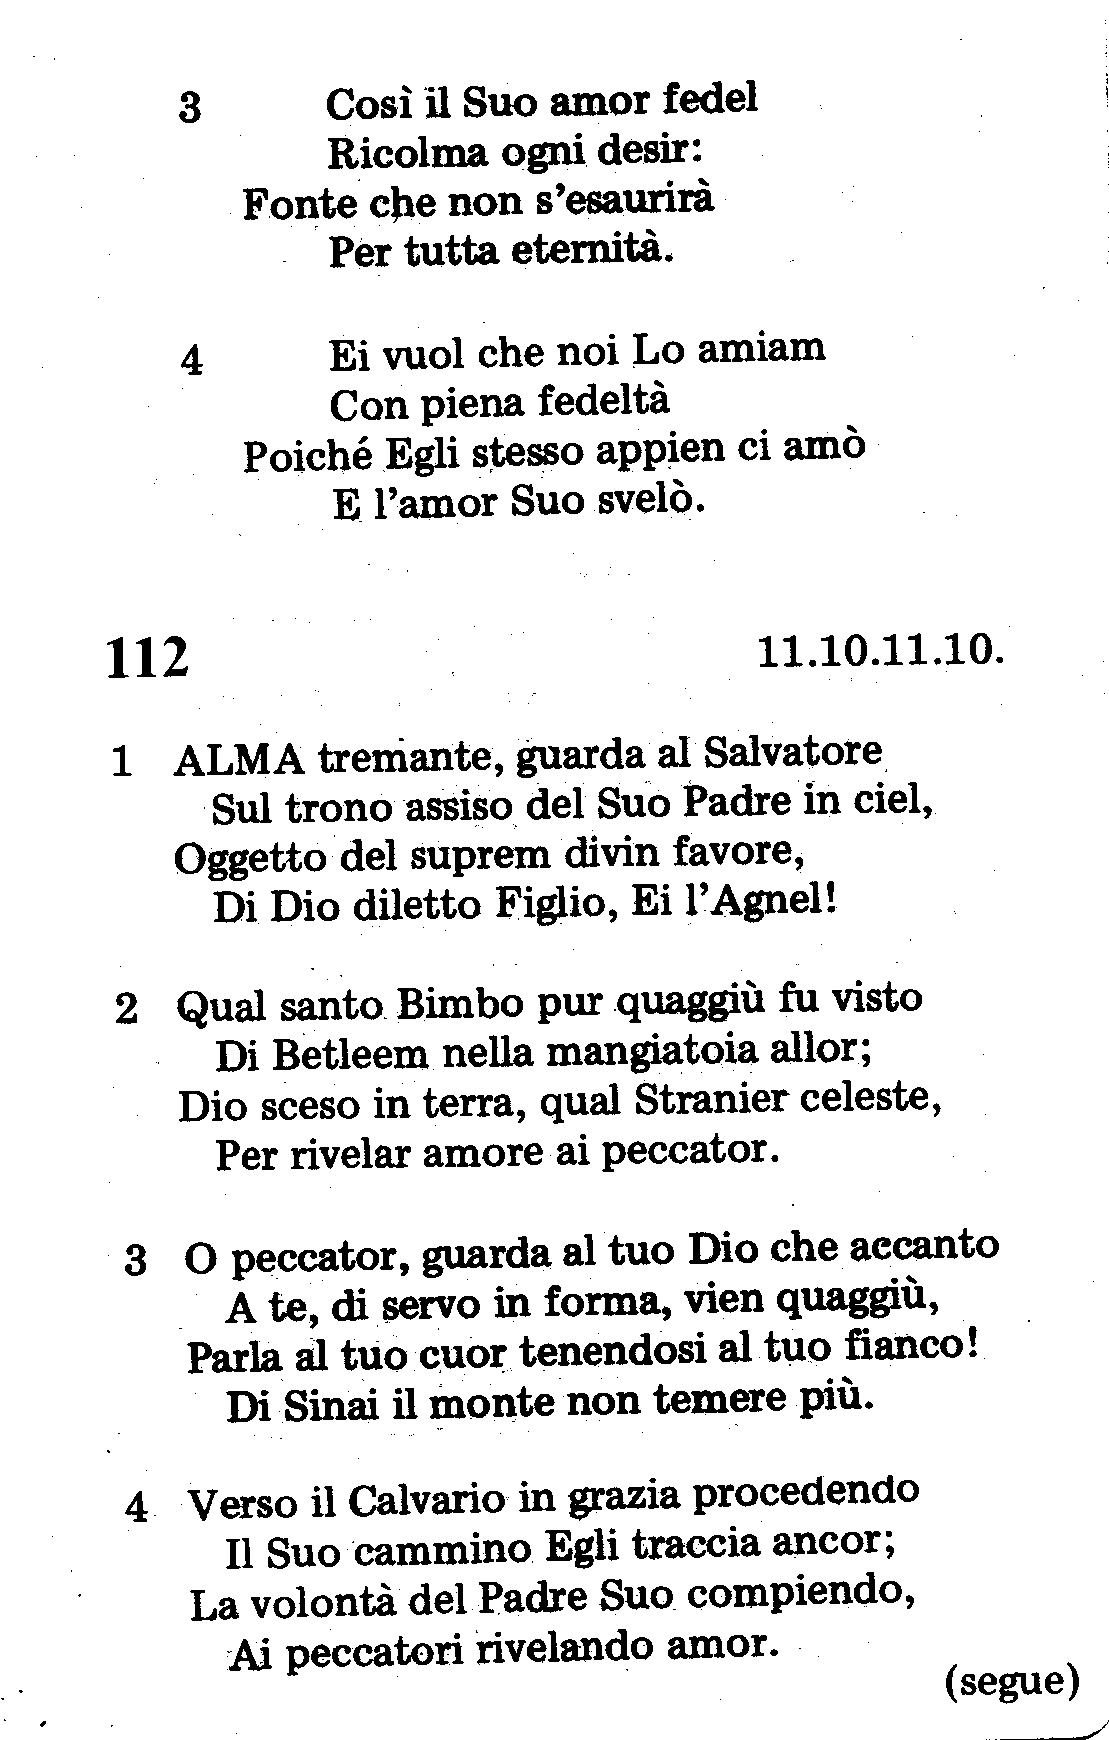 3 Così il Suo amor fedel
Ricolma ogni desir:
Fonte che non s'esaurirà
Per tutta eternità.
4 Ei vuol che noi Lo amiam
Con piena fedeltà
Poiché Egli stesso appien ci amò
E l'amor Suo svelò.
112 11.10.11.10.
1 ALMA tremante, guarda al Salvatore
Sul trono assiso del Suo Padre in ciel,
Oggetto del suprem divin favore,
Di Dio diletto Figlio, Ei l'Agnel!
2 Qual santo Bimbo pur quaggiù fu visto
Di Betleem nella mangiatoia allor;
Dio sceso in terra, qual Stranier celeste,
Per rivelar amore ai peccator.
3 O peccator, guarda al tuo Dio che accanto
A te, di servo in forma, vien quaggiù,
Parla al tuo cuor tenendosi al tuo fianco!
Di Sinai il monte non temere più.
4 Verso il Calvario in grazia procedendo
Il Suo cammino Egli traccia ancor;
La volontà del Padre Suo compiendo,
Ai peccatori rivelando amor.
(segue)